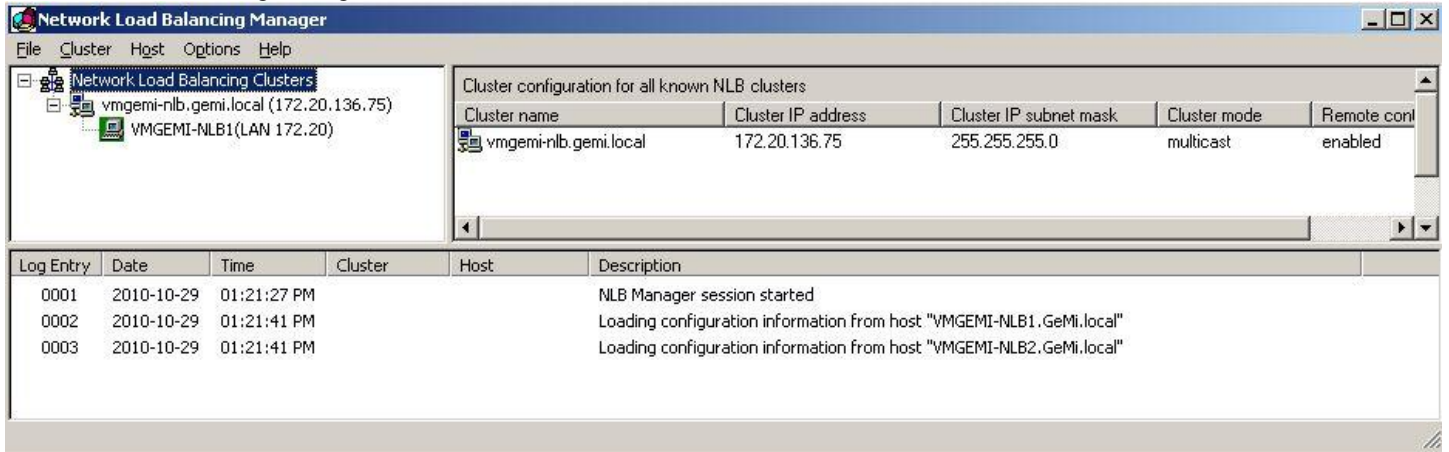 Network Load Balancing Manager
File Cluster Host Options Help
Network Load Balancing Clusters
vmgemi-nlb.gemi.local (172.20.136.75)
VMGEMI-NLB1(LAN 172.20)
Cluster configuration for all known NLB clusters
Cluster name Cluster IP address Cluster IP subnet mask Cluster mode Remote cont
vmgemi-nlb.gemi.local 172.20.136.75 255.255.255.0 multicast enabled
Log Entry Date Time Cluster Host Description
0001 2010-10-29 01:21:27 PM NLB Manager session started
0002 2010-10-29 01:21:41 PM Loading configuration information from host "VMGEMI-NLB1.GeMi.local"
0003 2010-10-29 01:21:41 PM Loading configuration information from host "VMGEMI-NLB2.GeMi.local"